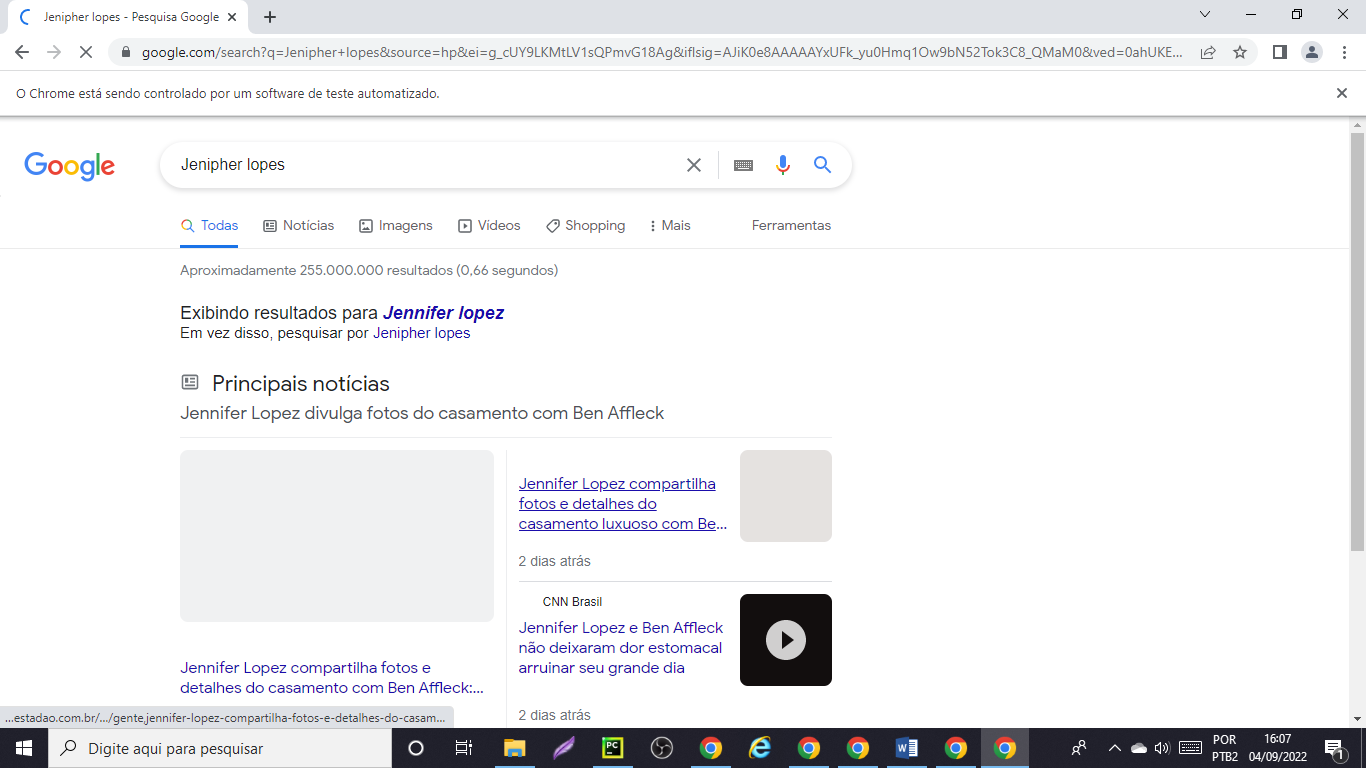 Jenipher lopes - Pesquisa Google
google.com/search?q=Jenipher+lopes&source=hp&ei=g_cUY9LKMtLV1sQPmvG18Ag&iflsig=AJiK0e8AAAAAYxUFk_yu0Hmq1Ow9bN52Tok3C8_QMaM0&ved=0ahUKE...
O Chrome está sendo controlado por um software de teste automatizado.
Google
Jenipher lopes
Todas Notícias Imagens Vídeos Shopping Mais Ferramentas
Aproximadamente 255.000.000 resultados (0,66 segundos)
Exibindo resultados para Jennifer lopez
Em vez disso, pesquisar por Jenipher lopes
Principais notícias
Jennifer Lopez divulga fotos do casamento com Ben Affleck
Jennifer Lopez compartilha fotos e
detalhes do casamento com Ben Affleck:...
Jennifer Lopez compartilha
fotos e detalhes do
casamento luxuoso com Be...
2 dias atrás
CNN Brasil
Jennifer Lopez e Ben Affleck
não deixaram dor estomacal
arruinar seu grande dia
2 dias atrás
...estadao.com.br/.../gente,jennifer-lopez-compartilha-fotos-e-detalhes-do-casam...
Digite aqui para pesquisar
PC
POR
PTB2
16:07
04/09/2022
1